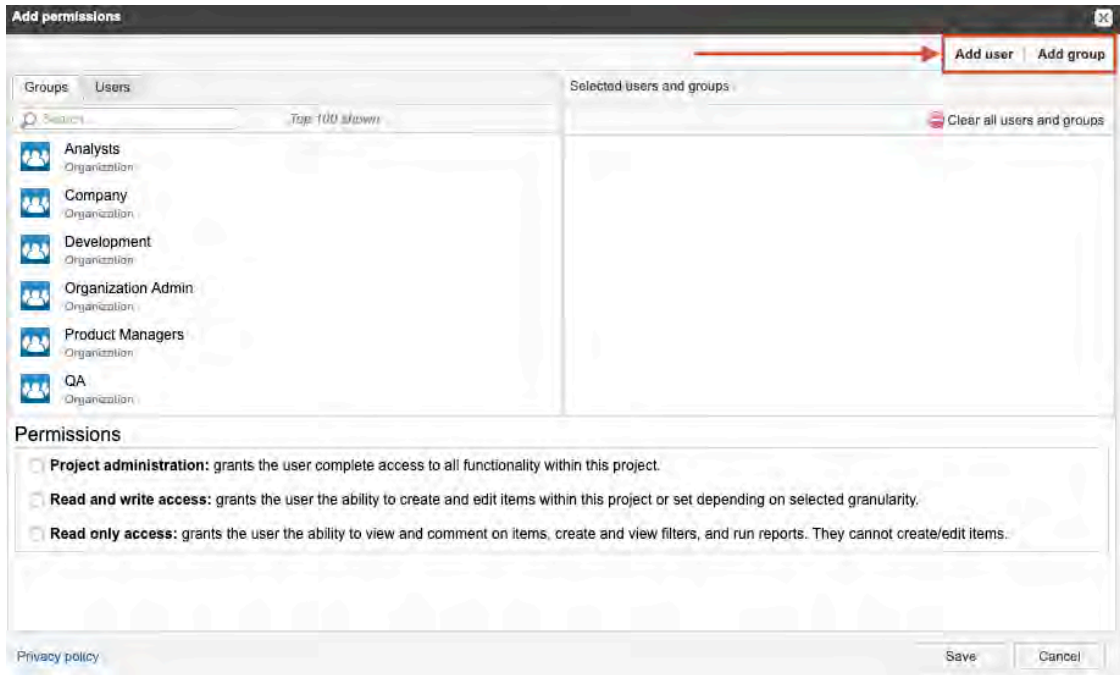 Add permissions
Add user | Add group
Groups Users
Selected users and groups
Search... Top 100 shown
Clear all users and groups
Analysts
Organization
Company
Organization
Development
Organization
Organization Admin
Organization
Product Managers
Organization
QA
Organization
Permissions
Project administration: grants the user complete access to all functionality within this project.
Read and write access: grants the user the ability to create and edit items within this project or set depending on selected granularity.
Read only access: grants the user the ability to view and comment on items, create and view filters, and run reports. They cannot create/edit items.
Privacy policy
Save Cancel